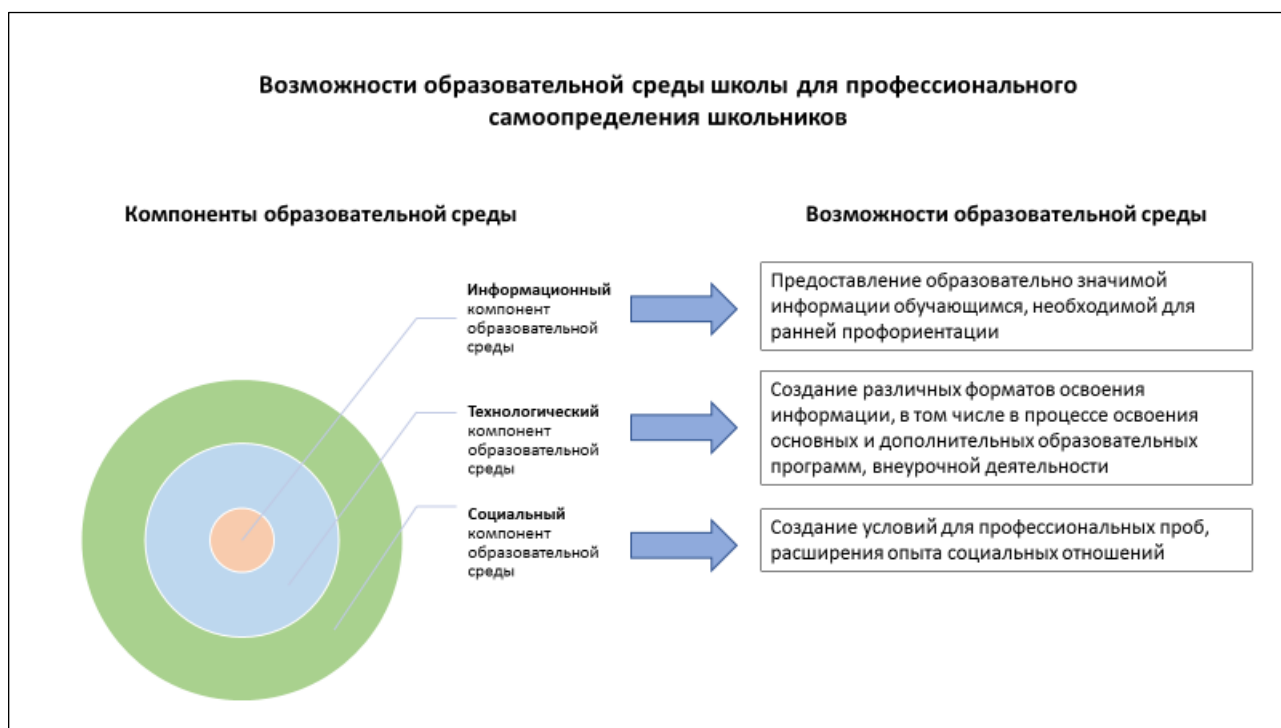 Возможности образовательной среды школы для профессионального
самоопределения школьников
Компоненты образовательной среды
Возможности образовательной среды
Информационный
компонент
образовательной
среды
Предоставление образовательно значимой
информации обучающимся, необходимой для
ранней профориентации
Технологический
компонент
образовательной
среды
Создание различных форматов освоения
информации, в том числе в процессе освоения
основных и дополнительных образовательных
программ, внеурочной деятельности
Социальный
компонент
образовательной
среды
Создание условий для профессиональных проб,
расширения опыта социальных отношений